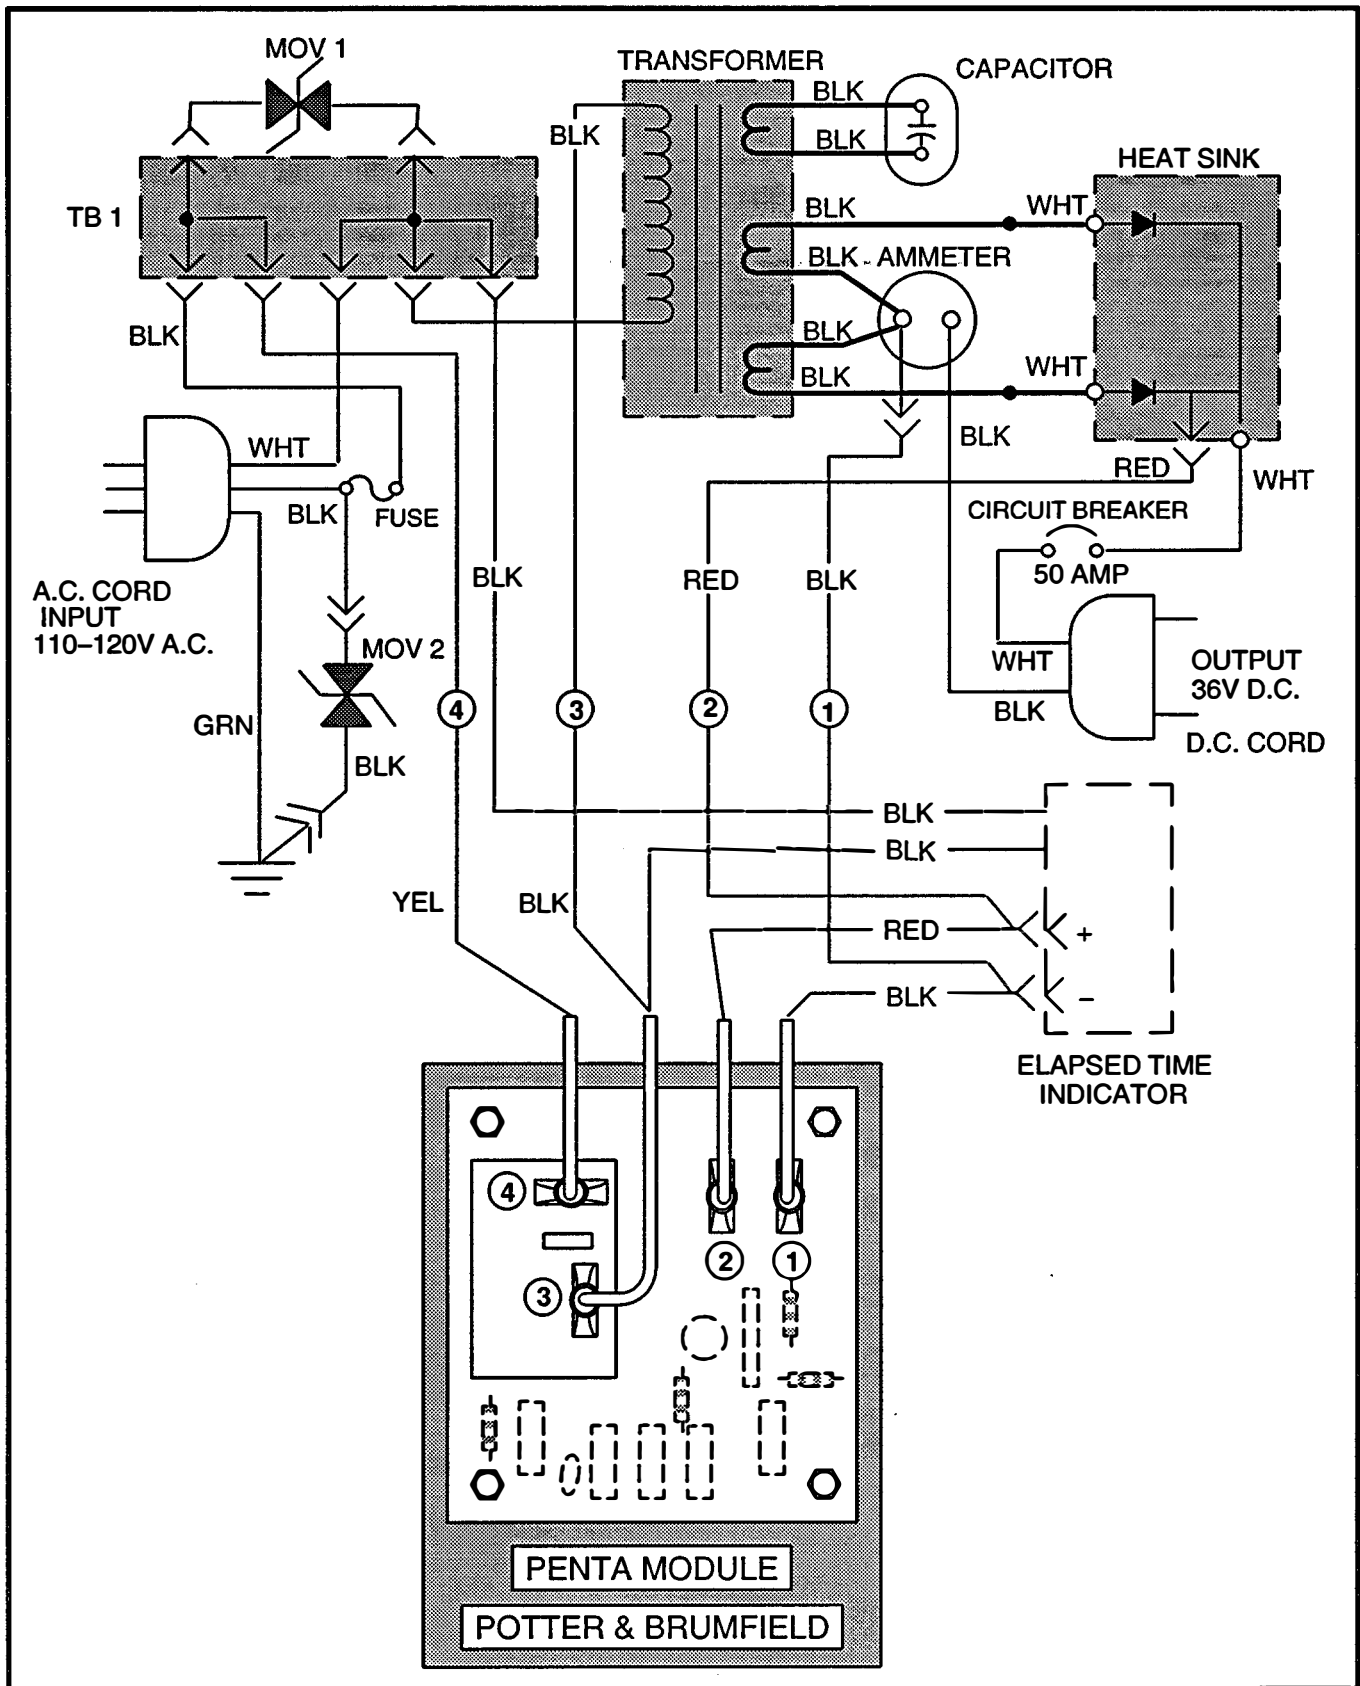 MOV 1
TRANSFORMER
CAPACITOR
BLK
BLK
BLK
HEAT SINK
TB 1
BLK
WHT
BLK - AMMETER
BLK
BLK
BLK
WHT
BLK
WHT
RED
WHT
BLK
FUSE
CIRCUIT BREAKER
50 AMP
A.C. CORD
INPUT
110–120V A.C.
BLK
RED
BLK
MOV 2
WHT
OUTPUT
36V D.C.
GRN
4
3
2
1
BLK
D.C. CORD
BLK
BLK
BLK
YEL
BLK
RED
+
BLK
–
ELAPSED TIME
INDICATOR
4
2
1
3
PENTA MODULE
POTTER & BRUMFIELD